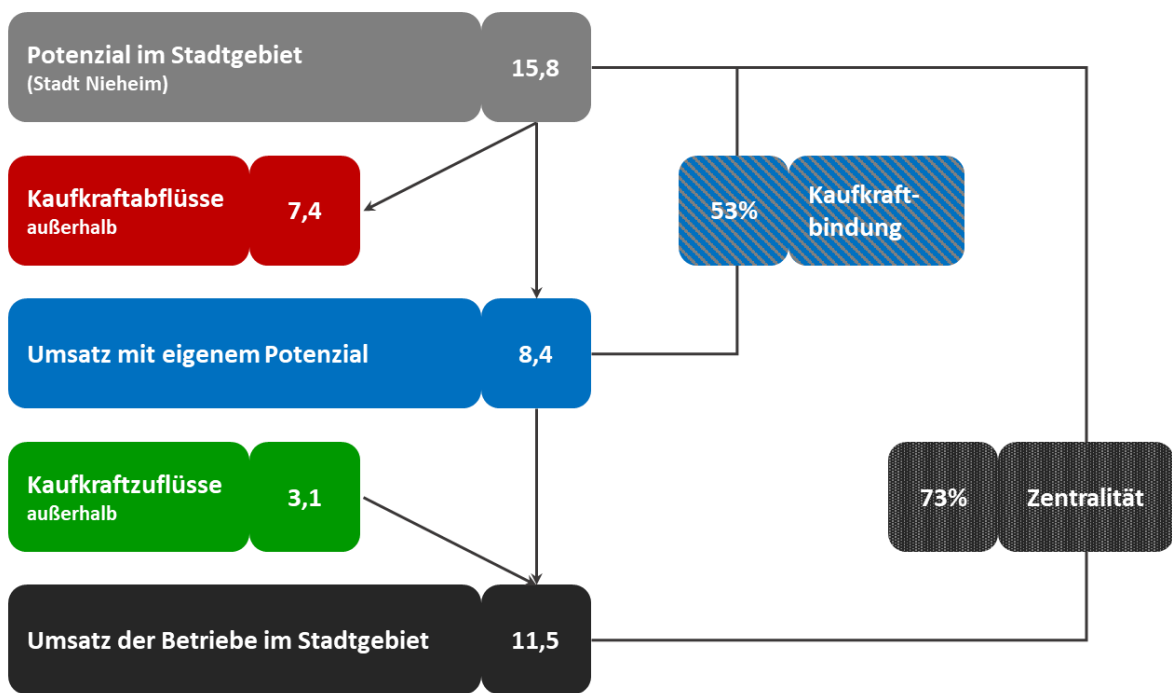 Potenzial im Stadtgebiet
(Stadt Nieheim)
15,8
Kaufkraftabflüsse
außerhalb
7,4
53%
Kaufkraft-
bindung
Umsatz mit eigenem Potenzial
8,4
Kaufkraftzuflüsse
außerhalb
3,1
73%
Zentralität
Umsatz der Betriebe im Stadtgebiet
11,5